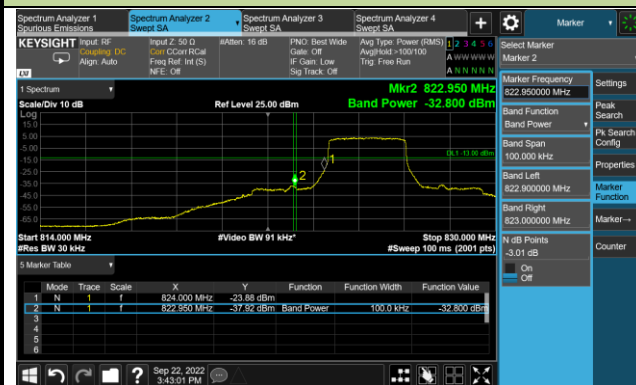 Spectrum Analyzer 1
Spurious Emissions
Spectrum Analyzer 2
Swept SA
Spectrum Analyzer 3
Swept SA
Spectrum Analyzer 4
Swept SA
+
Marker
KEYSIGHT
Input: RF
Coupling: DC
Align: Auto
Input Z: 50 Ω
Corr CCorr RCal
Freq Ref: Int (S)
NFE: Off
#Atten: 16 dB
PNO: Best Wide
Gate: Off
IF Gain: Low
Sig Track: Off
Avg Type: Power (RMS)
Avg|Hold:>100/100
Trig: Free Run
1 2 3 4 5 6
A W W W W W
A N N N N N
LXI
Select Marker
Marker 2
1 Spectrum
Scale/Div 10 dB
Ref Level 25.00 dBm
Mkr2 822.950 MHz
Band Power -32.800 dBm
Log
15.0
5.00
-5.00
-15.0
-25.0
-35.0
-45.0
-55.0
-65.0
DL1 -13.00 dBm
1
2
Start 814.000 MHz
#Res BW 30 kHz
#Video BW 91 kHz*
Stop 830.000 MHz
#Sweep 100 ms (2001 pts)
Marker Frequency
822.950000 MHz
Band Function
Band Power
Band Span
100.000 kHz
Band Left
822.900000 MHz
Band Right
823.000000 MHz
N dB Points
-3.01 dB
On
Off
Settings
Peak
Search
Pk Search
Config
Properties
Marker
Function
Marker→
Counter
5 Marker Table
Mode Trace Scale X Y Function Function Width Function Value
1 N 1 f 824.000 MHz -23.88 dBm
2 N 1 f 822.950 MHz -37.92 dBm Band Power 100.0 kHz -32.800 dBm
3
4
5
6
?
Sep 22, 2022
3:43:01 PM